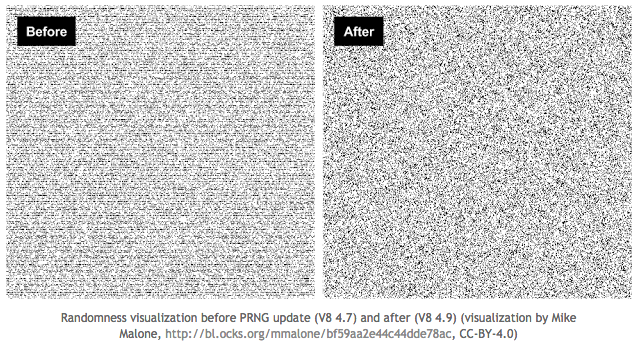 Before
After
Randomness visualization before PRNG update (V8 4.7) and after (V8 4.9) (visualization by Mike
Malone, http://bl.ocks.org/mmalone/bf59aa2e44c44dde78ac, CC-BY-4.0)